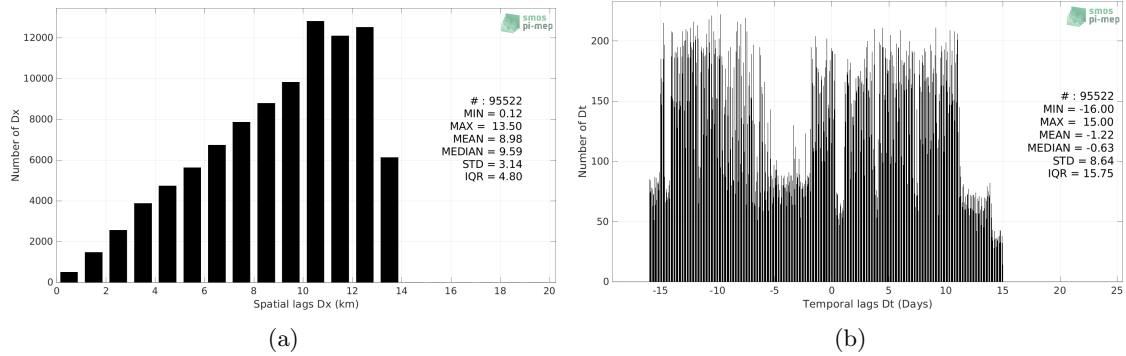 smos
pi-mep
12000
10000
8000
6000
4000
2000
0
Number of Dx
# : 95522
MIN = 0.12
MAX = 13.50
MEAN = 8.98
MEDIAN = 9.59
STD = 3.14
IQR = 4.80
0 2 4 6 8 10 12 14 16 18 20
Spatial lags Dx (km)
(a)
smos
pi-mep
200
150
100
50
0
Number of Dt
# : 95522
MIN = -16.00
MAX = 15.00
MEAN = -1.22
MEDIAN = -0.63
STD = 8.64
IQR = 15.75
-15 -10 -5 0 5 10 15 20 25
Temporal lags Dt (Days)
(b)